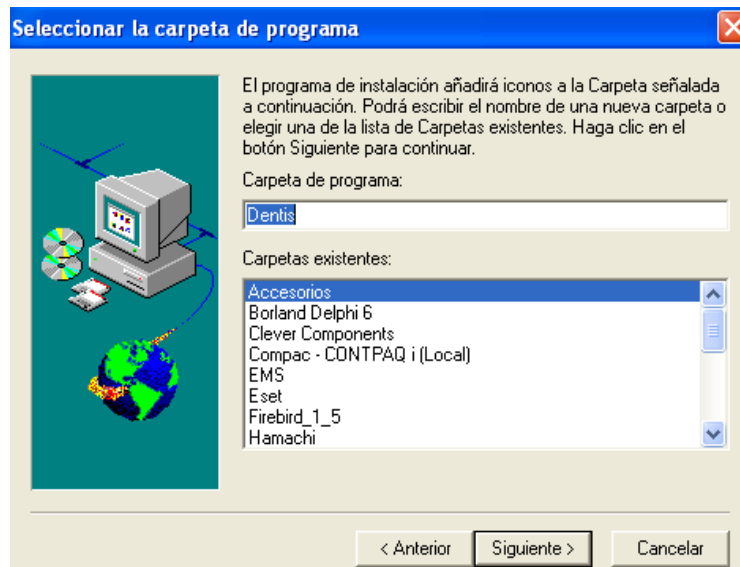 Seleccionar la carpeta de programa
El programa de instalación añadirá iconos a la Carpeta señalada
a continuación. Podrá escribir el nombre de una nueva carpeta o
elegir una de la lista de Carpetas existentes. Haga clic en el
botón Siguiente para continuar.
Carpeta de programa:
Dentis
Carpetas existentes:
Accesorios
Borland Delphi 6
Clever Components
Compac - CONTPAQ i (Local)
EMS
Eset
Firebird_1_5
Hamachi
< Anterior
Siguiente >
Cancelar